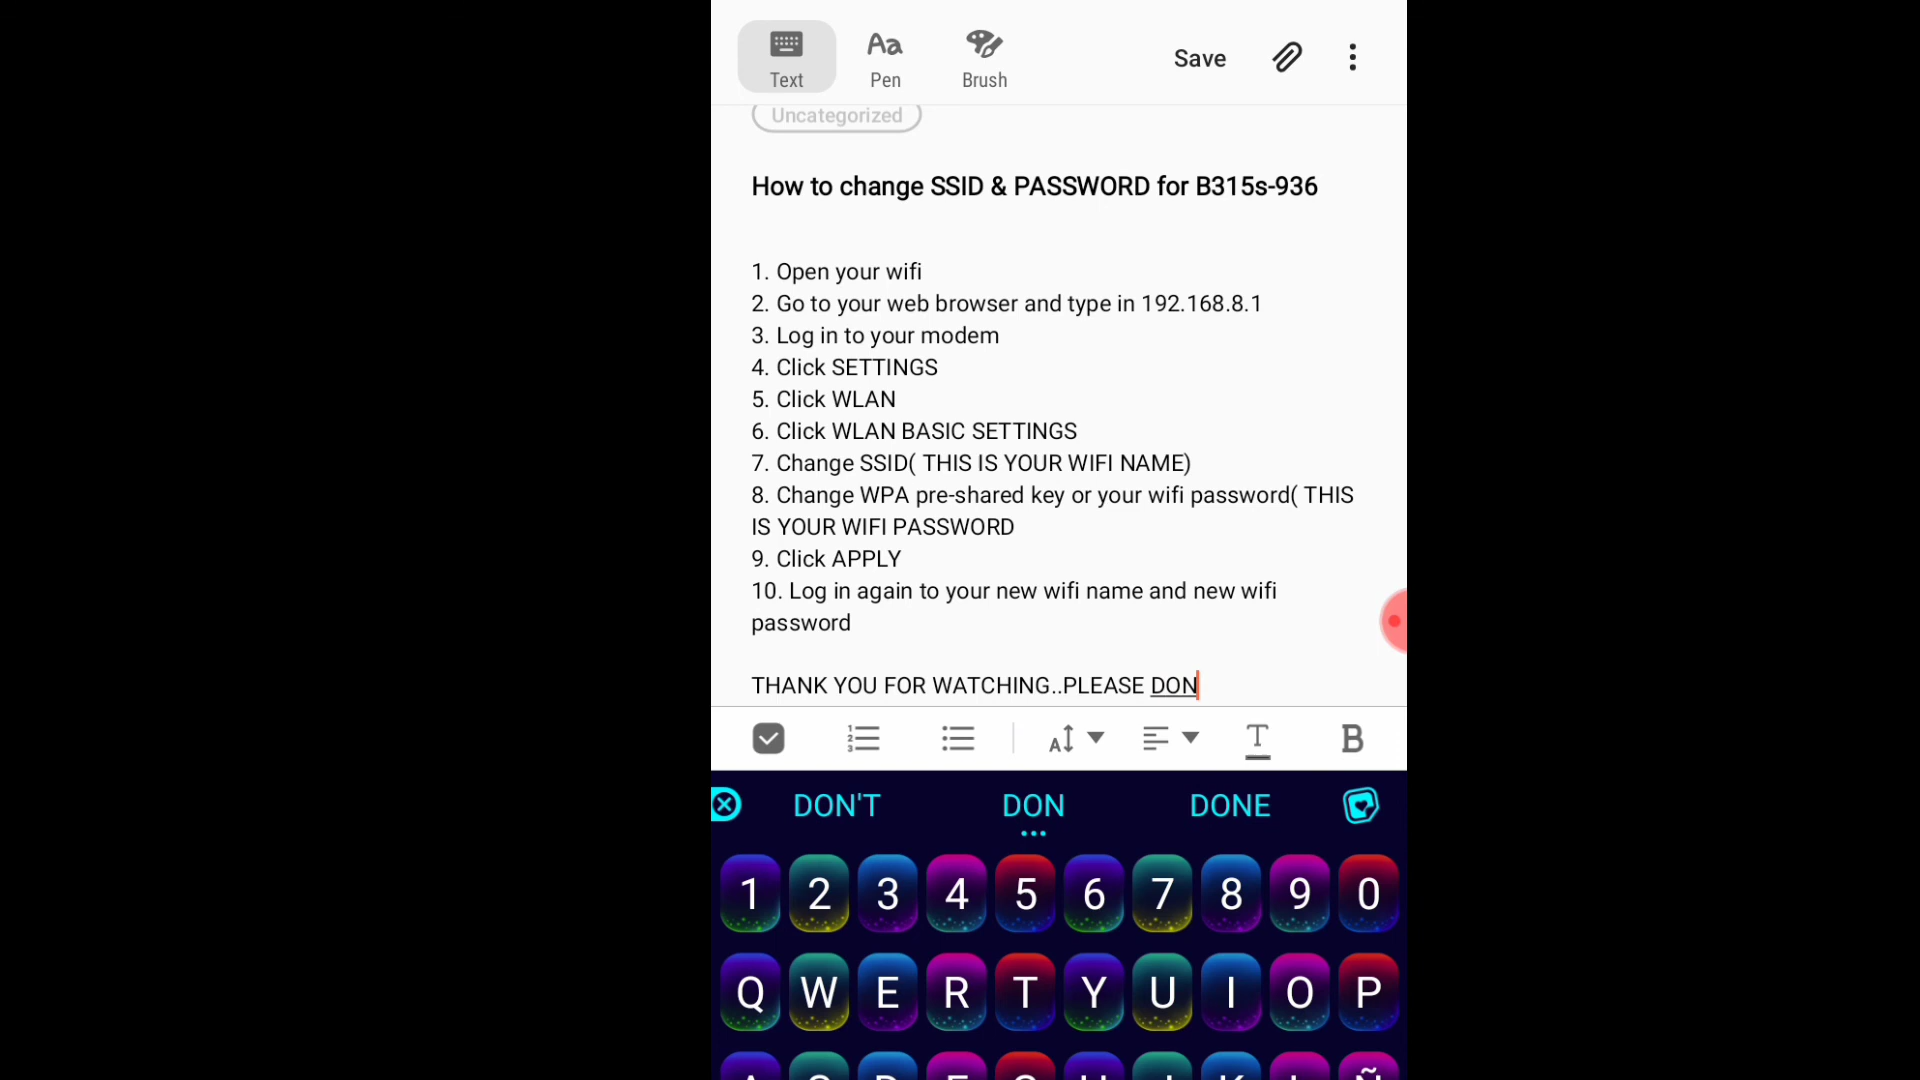 Text Pen Brush Save
Uncategorized
How to change SSID & PASSWORD for B315s-936
1. Open your wifi
2. Go to your web browser and type in 192.168.8.1
3. Log in to your modem
4. Click SETTINGS
5. Click WLAN
6. Click WLAN BASIC SETTINGS
7. Change SSID( THIS IS YOUR WIFI NAME)
8. Change WPA pre-shared key or your wifi password( THIS
IS YOUR WIFI PASSWORD
9. Click APPLY
10. Log in again to your new wifi name and new wifi
password
THANK YOU FOR WATCHING..PLEASE DON
DON'T DON DONE
1 2 3 4 5 6 7 8 9 0
Q W E R T Y U I O P